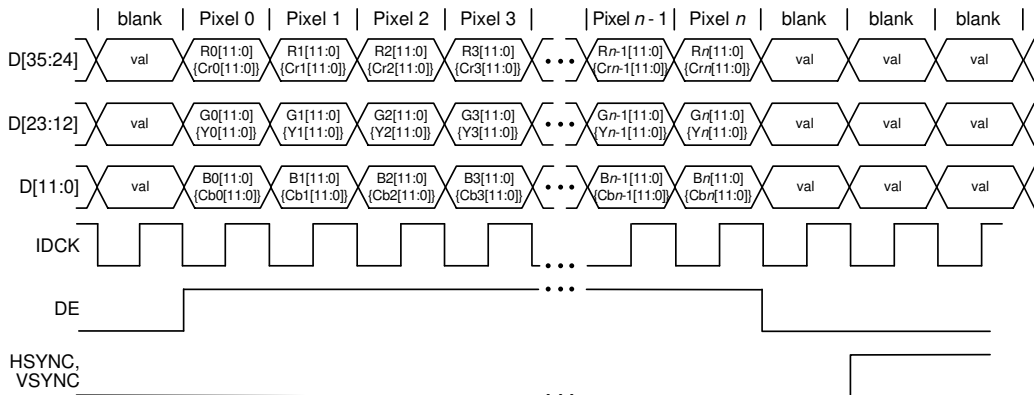 blank Pixel 0 Pixel 1 Pixel 2 Pixel 3 Pixel n - 1 Pixel n blank blank blank
D[35:24] val R0[11:0] R1[11:0] R2[11:0] R3[11:0] Rn-1[11:0] Rn[11:0] val val val
{Cr0[11:0]} {Cr1[11:0]} {Cr2[11:0]} {Cr3[11:0]} {Crn-1[11:0]} {Crn[11:0]}
D[23:12] val G0[11:0] G1[11:0] G2[11:0] G3[11:0] Gn-1[11:0] Gn[11:0] val val val
{Y0[11:0]} {Y1[11:0]} {Y2[11:0]} {Y3[11:0]} {Yn-1[11:0]} {Yn[11:0]}
D[11:0] val B0[11:0] B1[11:0] B2[11:0] B3[11:0] Bn-1[11:0] Bn[11:0] val val val
{Cb0[11:0]} {Cb1[11:0]} {Cb2[11:0]} {Cb3[11:0]} {Cbn-1[11:0]} {Cbn[11:0]}
IDCK
DE
HSYNC,
VSYNC